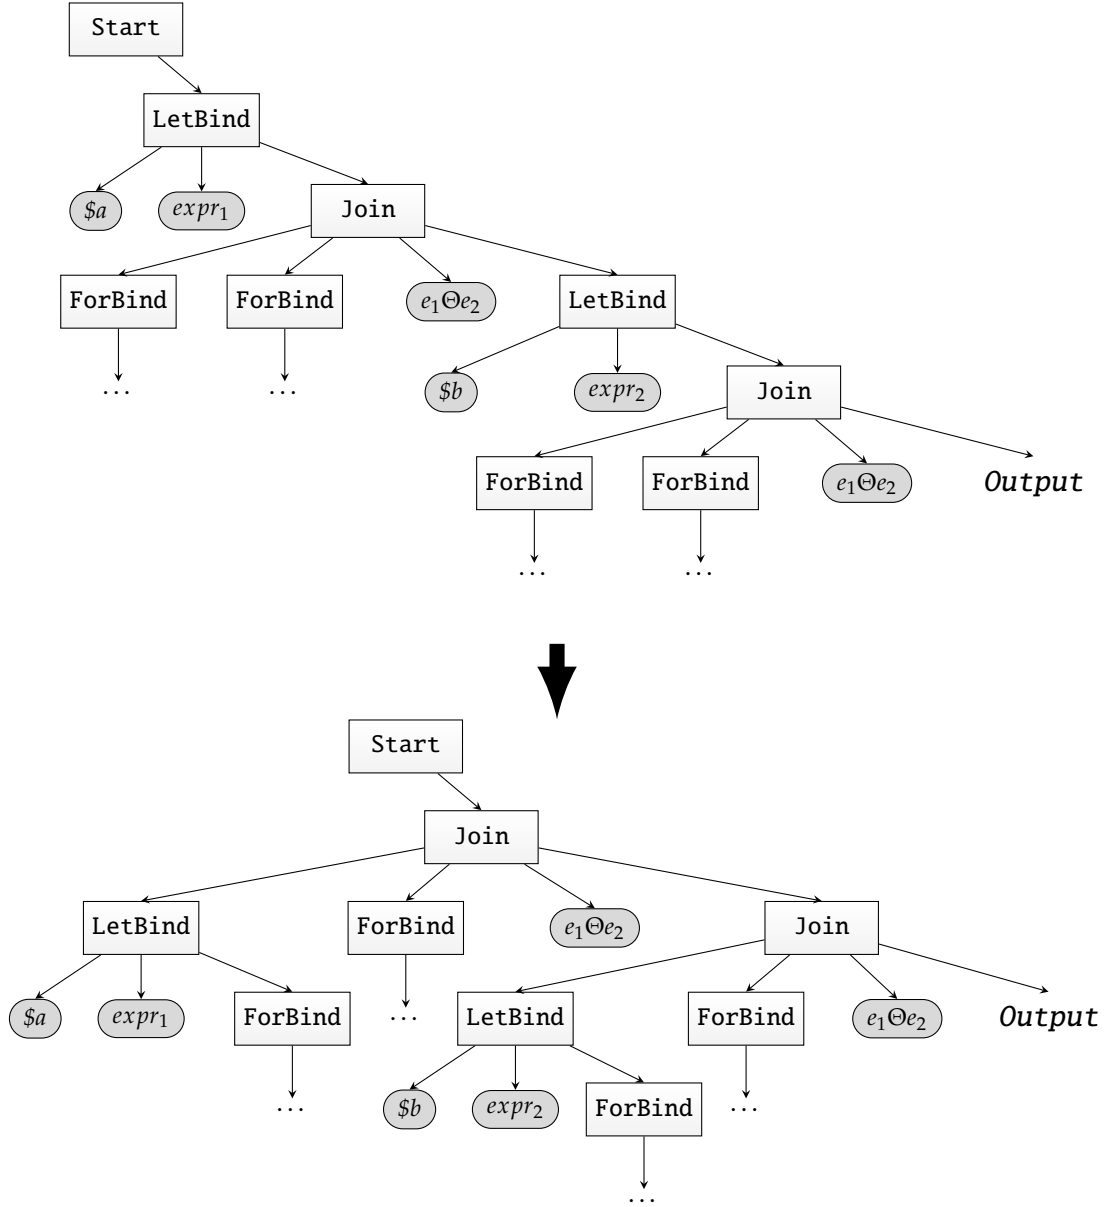 Start
LetBind
$a expr₁ Join
ForBind ForBind e₁Θe₂ LetBind
... ... $b expr₂ Join
ForBind ForBind e₁Θe₂ Output
... ...
Start
Join
LetBind ForBind e₁Θe₂ Join
$a expr₁ ForBind ... LetBind ForBind e₁Θe₂ Output
... $b expr₂ ForBind ...
...